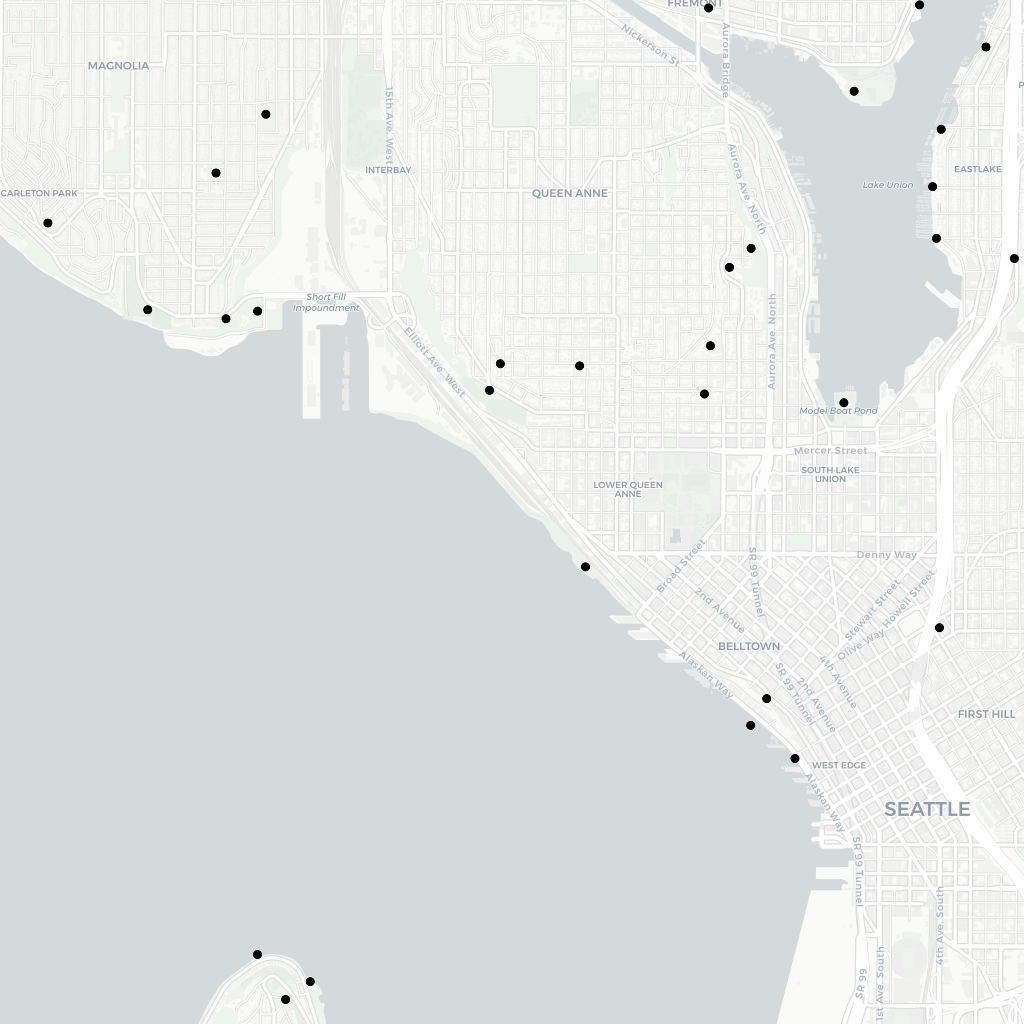 FREMONT
Nickerson St
Aurora Bridge
MAGNOLIA
15th Ave. West
INTERBAY
Aurora Ave. North
EASTLAKE
Lake Union
CARLETON PARK
QUEEN ANNE
Short Fill
Impoundment
Elliott Ave. West
Aurora Ave. North
Model Boat Pond
Mercer Street
SOUTH LAKE
UNION
LOWER QUEEN
ANNE
Denny Way
Broad Street
SR 99 Tunnel
2nd Avenue
Stewart Street
Howell Street
Olive Way
BELLTOWN
4th Avenue
Alaskan Way
SR 99 Tunnel
2nd Avenue
FIRST HILL
WEST EDGE
Alaskan Way
SEATTLE
SR 99 Tunnel
4th Ave. South
SR 99
1st Ave. South